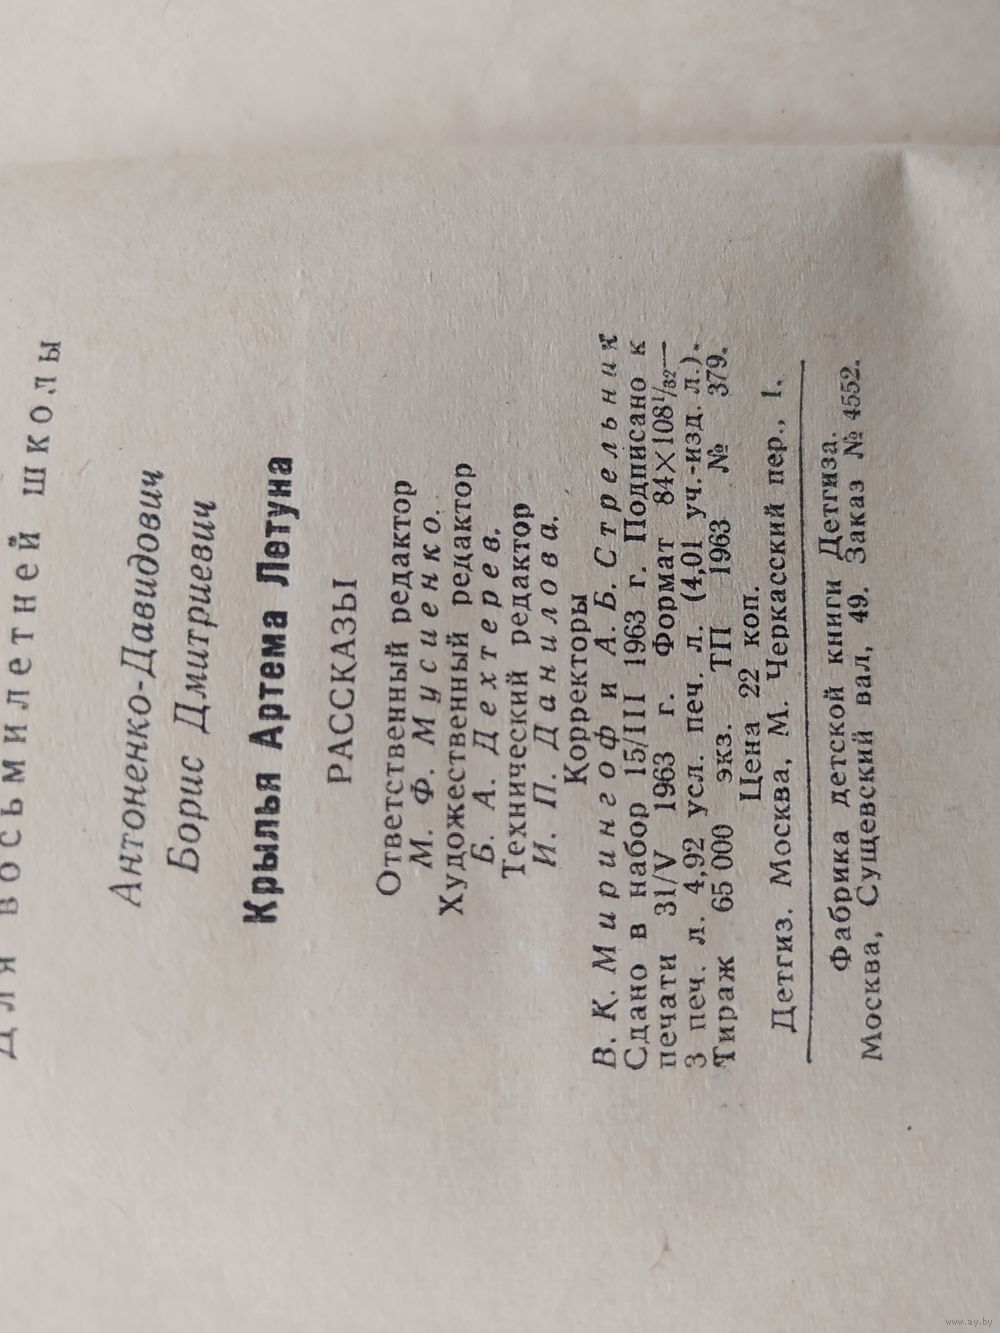 Для восьмилетней школы
Антоненко-Давидович
Борис Дмитриевич
Крылья Артема Летуна
РАССКАЗЫ
Ответственный редактор
М. Ф. Мусиенко.
Художественный редактор
Б. А. Дехтерев.
Технический редактор
И. П. Данилова.
Корректоры
В. К. Мирингоф и А. Б. Стрельник
Сдано в набор 15/III 1963 г. Подписано к
печати 31/V 1963 г. Формат 84×108¹/₃₂—
3 печ. л. 4,92 усл. печ. л. (4,01 уч.-изд. л.).
Тираж 65 000 экз. ТП 1963 № 379.
Цена 22 коп.
Детгиз. Москва, М. Черкасский пер., 1.
Фабрика детской книги Детгиза.
Москва, Сущевский вал, 49. Заказ № 4552.
www.ay.by